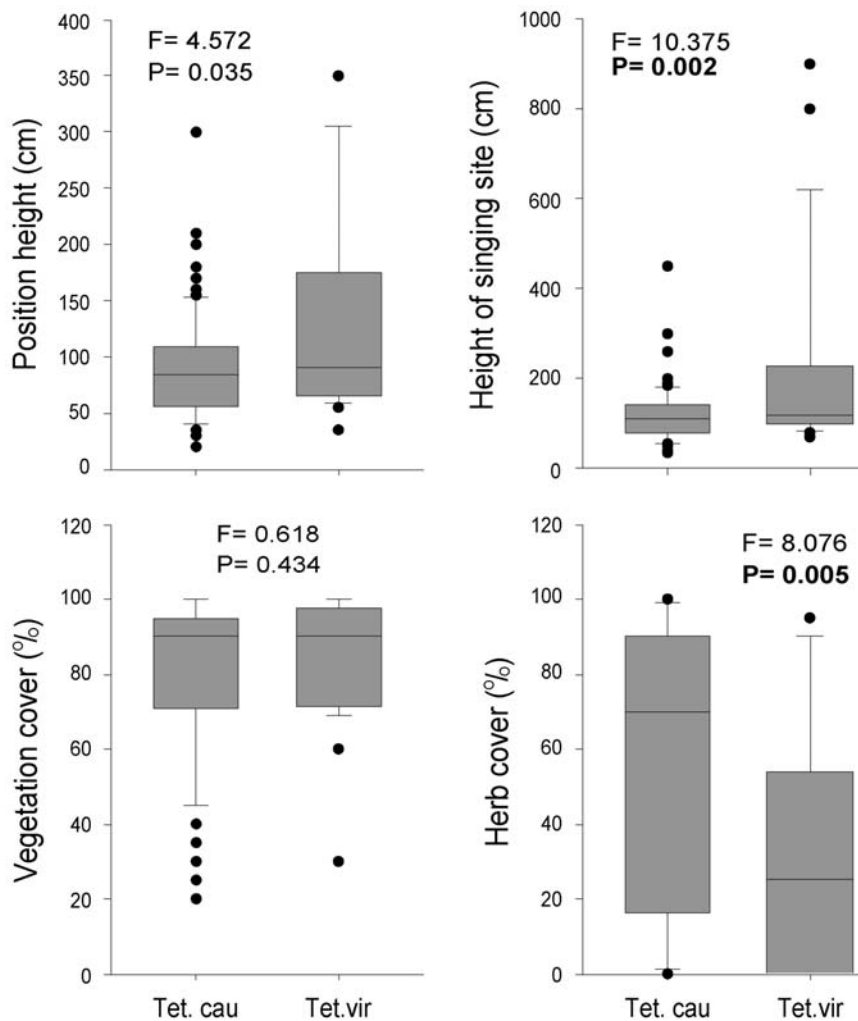 Position height (cm)
400
350
300
250
200
150
100
50
0
F= 4.572
P= 0.035
Height of singing site (cm)
1000
800
600
400
200
0
F= 10.375
P= 0.002
Vegetation cover (%)
120
100
80
60
40
20
0
F= 0.618
P= 0.434
Tet. cau
Tet.vir
Herb cover (%)
120
100
80
60
40
20
0
F= 8.076
P= 0.005
Tet. cau
Tet.vir